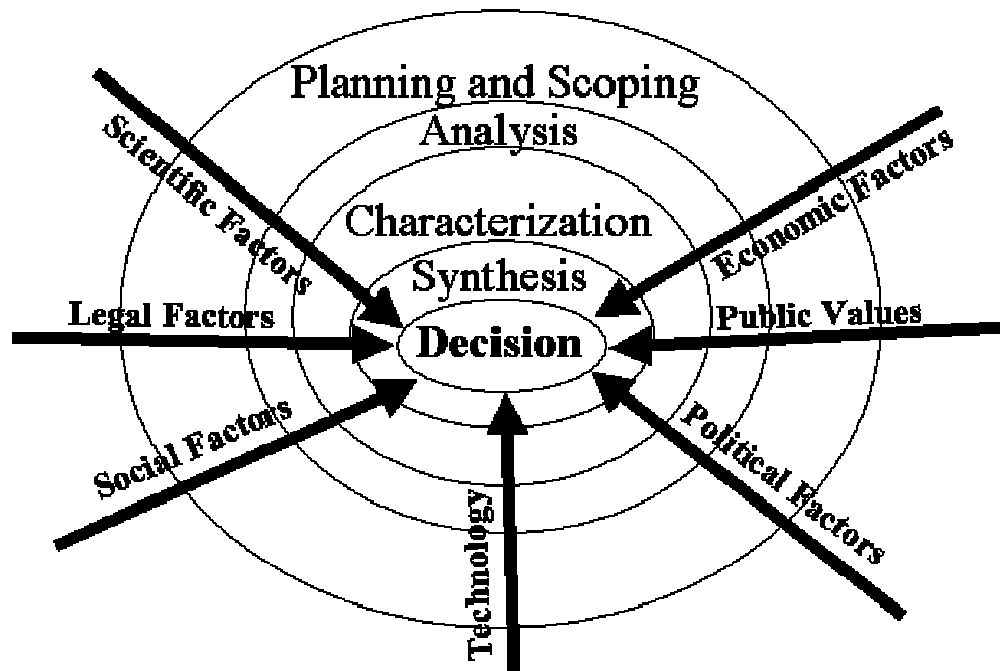 Planning and Scoping
Analysis
Characterization
Synthesis
Decision
Scientific Factors
Legal Factors
Social Factors
Technology
Economic Factors
Public Values
Political Factors